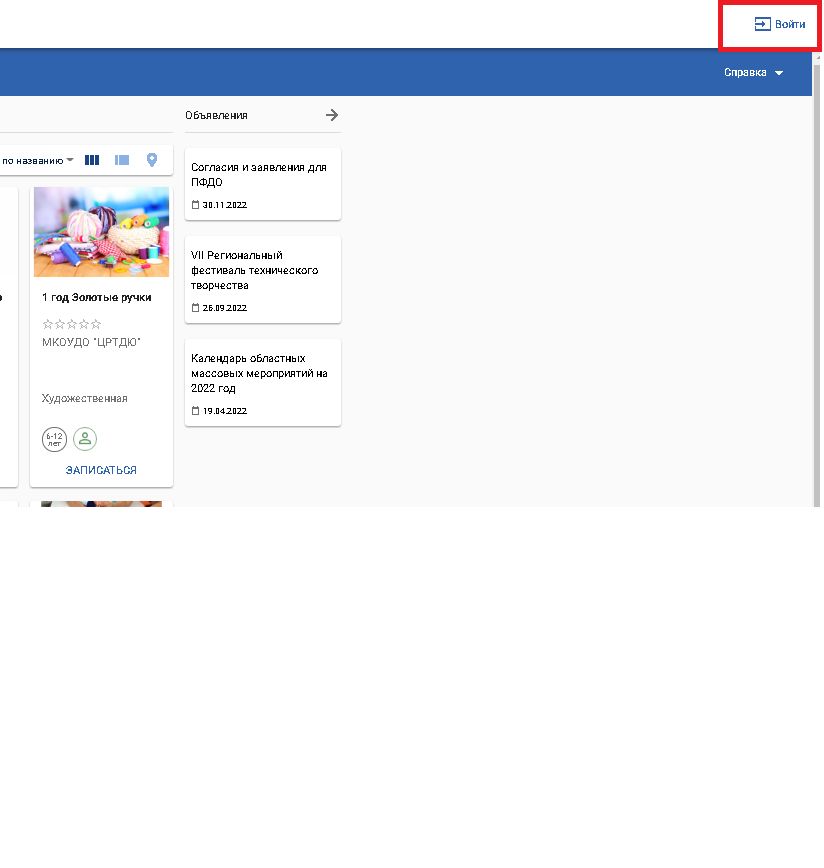 Войти
Справка
Объявления
по названию
Согласия и заявления для
ПФДО
30.11.2022
VII Региональный
фестиваль технического
творчества
26.09.2022
1 год Золотые ручки
МКОУДО "ЦРТДЮ"
Календарь областных
массовых мероприятий на
2022 год
19.04.2022
Художественная
6-12
лет
ЗАПИСАТЬСЯ